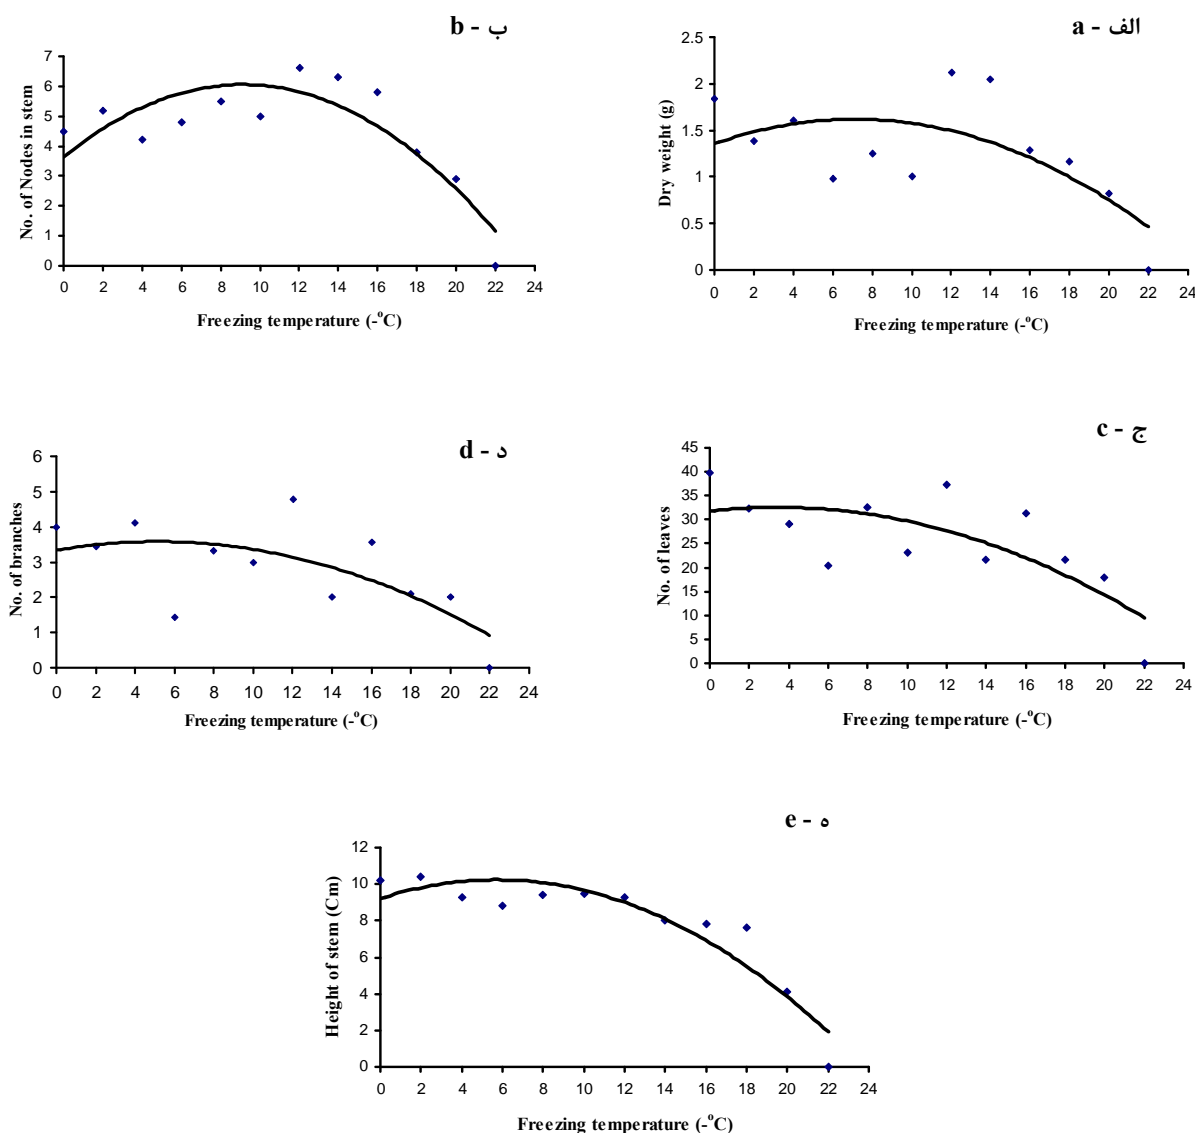 b - ب
7
6
5
4
3
2
1
0
No. of Nodes in stem
0 2 4 6 8 10 12 14 16 18 20 22 24
Freezing temperature (-°C)
a - الف
2.5
2
1.5
1
0.5
0
Dry weight (g)
0 2 4 6 8 10 12 14 16 18 20 22 24
Freezing temperature (-°C)
d - د
6
5
4
3
2
1
0
No. of branches
0 2 4 6 8 10 12 14 16 18 20 22 24
Freezing temperature (-°C)
c - ج
45
40
35
30
25
20
15
10
5
0
No. of leaves
0 2 4 6 8 10 12 14 16 18 20 22 24
Freezing temperature (-°C)
e - ه
12
10
8
6
4
2
0
Height of stem (Cm)
0 2 4 6 8 10 12 14 16 18 20 22 24
Freezing temperature (-°C)